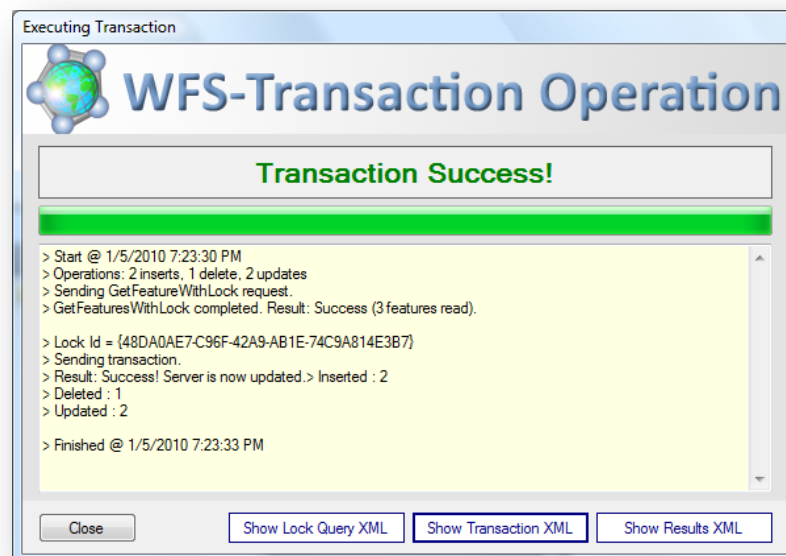 Executing Transaction
WFS-Transaction Operation
Transaction Success!
> Start @ 1/5/2010 7:23:30 PM
> Operations: 2 inserts, 1 delete, 2 updates
> Sending GetFeatureWithLock request.
> GetFeaturesWithLock completed. Result: Success (3 features read).
> Lock Id = {48DA0AE7-C96F-42A9-AB1E-74C9A814E3B7}
> Sending transaction.
> Result: Success! Server is now updated.> Inserted : 2
> Deleted : 1
> Updated : 2
> Finished @ 1/5/2010 7:23:33 PM
Close Show Lock Query XML Show Transaction XML Show Results XML